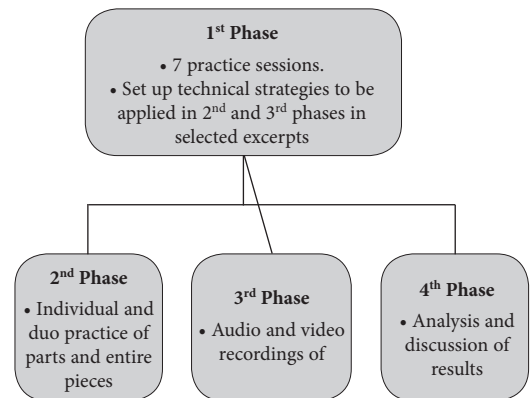 1st Phase
• 7 practice sessions.
• Set up technical strategies to be
applied in 2nd and 3rd phases in
selected excerpts
2nd Phase
• Individual and
duo practice of
parts and entire
pieces
3rd Phase
• Audio and video
recordings of
4th Phase
• Analysis and
discussion of
results